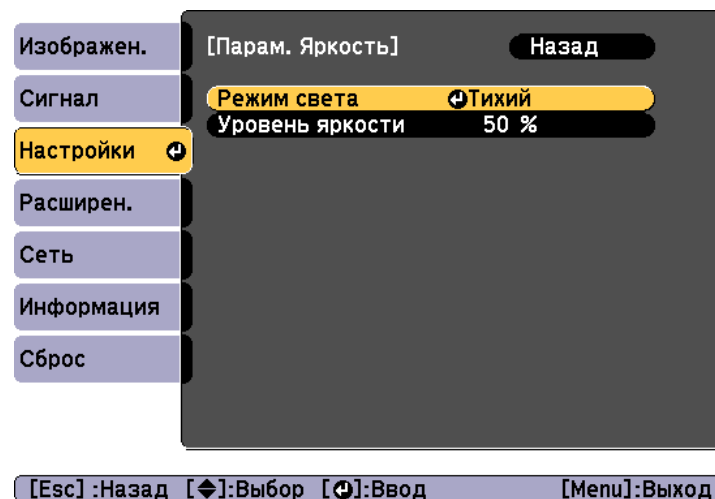 Изображен.
Сигнал
Настройки
Расширен.
Сеть
Информация
Сброс
[Парам. Яркость] Назад
Режим света Тихий
Уровень яркости 50 %
[Esc] :Назад [ ]:Выбор [ ]:Ввод [Menu]:Выход